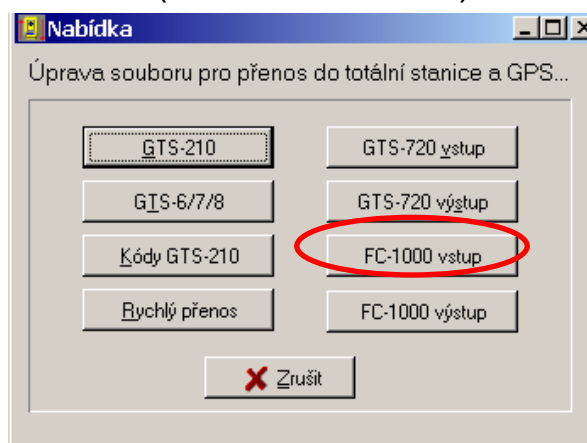 Nabídka
Úprava souboru pro přenos do totální stanice a GPS...
GTS-210 GTS-720 vstup
GTS-6/7/8 GTS-720 výstup
Kódy GTS-210 FC-1000 vstup
Rychlý přenos FC-1000 výstup
Zrušit